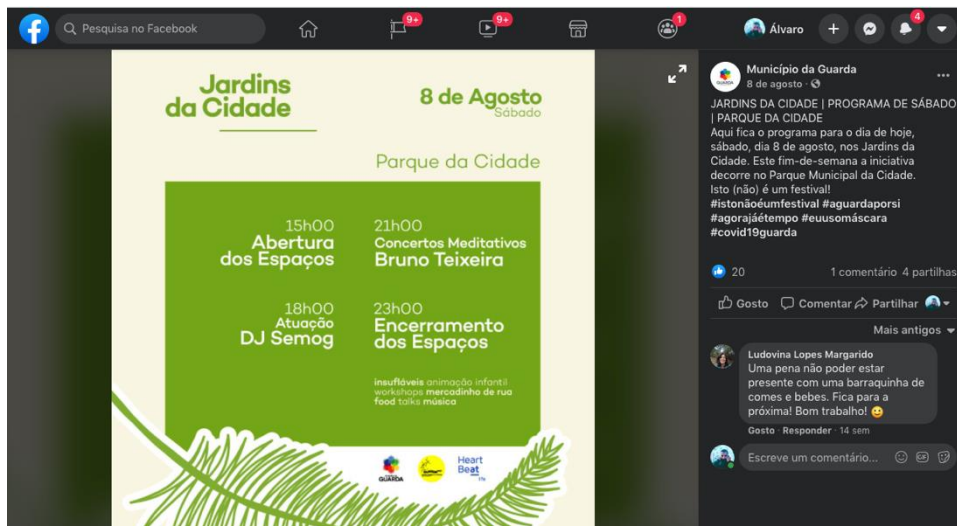 Pesquisa no Facebook
9+
9+
1
Álvaro
4
Jardins
da Cidade
8 de Agosto
Sábado
Parque da Cidade
15h00
Abertura
dos Espaços
21h00
Concertos Meditativos
Bruno Teixeira
18h00
Atuação
DJ Semog
23h00
Encerramento
dos Espaços
insufláveis animação infantil
workshops mercadinho de rua
food talks música
GUARDA
Heart
Beat
Município da Guarda
8 de agosto
JARDINS DA CIDADE | PROGRAMA DE SÁBADO
| PARQUE DA CIDADE
Aqui fica o programa para o dia de hoje,
sábado, dia 8 de agosto, nos Jardins da
Cidade. Este fim-de-semana a iniciativa
decorre no Parque Municipal da Cidade.
Isto (não) é um festival!
#istonãoéumfestival #aguardaporsi
#agorajáétempo #euusomáscara
#covid19guarda
20
1 comentário 4 partilhas
Gosto Comentar Partilhar
Mais antigos
Ludovina Lopes Margarido
Uma pena não poder estar
presente com uma barraquinha de
comes e bebes. Fica para a
próxima! Bom trabalho!
Gosto · Responder · 14 sem
Escreve um comentário...
GIF